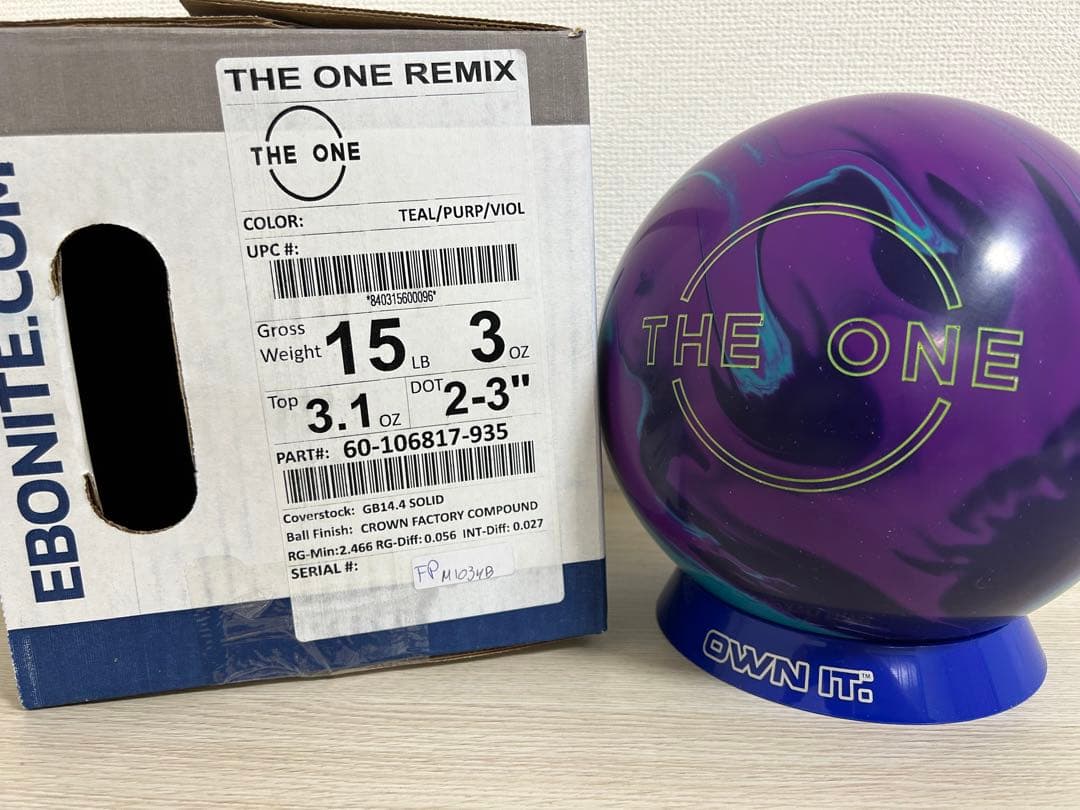 EBONITE.COM
THE ONE REMIX
THE ONE
COLOR: TEAL/PURP/VIOL
UPC #:
*840315600096*
Gross Weight 15 LB 3 OZ
Top 3.1 OZ DOT 2-3"
PART#: 60-106817-935
Coverstock: GB14.4 SOLID
Ball Finish: CROWN FACTORY COMPOUND
RG-Min:2.466 RG-Diff: 0.056 INT-Diff: 0.027
SERIAL #: FPM1034B
THE ONE
OWN IT.™